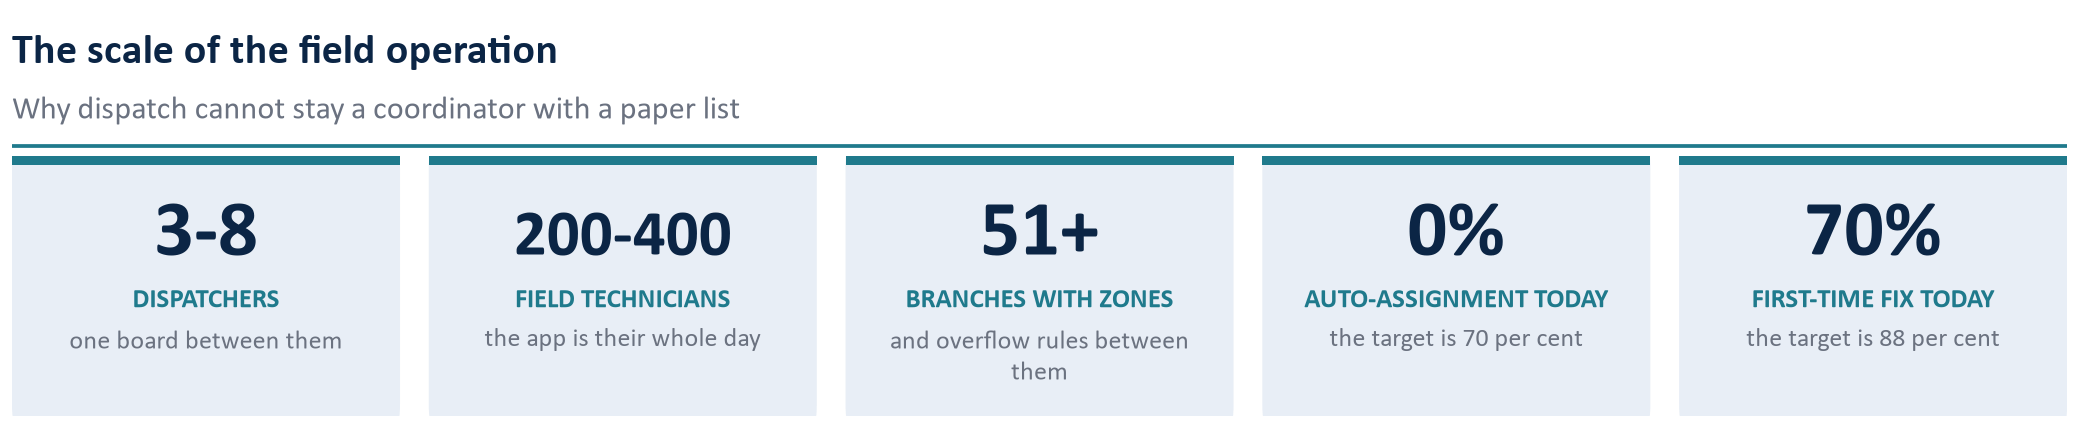 The scale of the field operation
Why dispatch cannot stay a coordinator with a paper list
3-8
DISPATCHERS
one board between them
200-400
FIELD TECHNICIANS
the app is their whole day
51+
BRANCHES WITH ZONES
and overflow rules between
them
0%
AUTO-ASSIGNMENT TODAY
the target is 70 per cent
70%
FIRST-TIME FIX TODAY
the target is 88 per cent